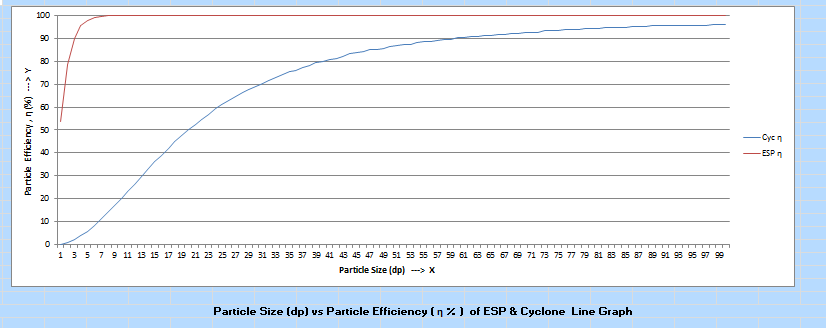 100
90
80
70
60
50
40
30
20
10
0
Particle Efficiency , η (%) ---> Y
1 3 5 7 9 11 13 15 17 19 21 23 25 27 29 31 33 35 37 39 41 43 45 47 49 51 53 55 57 59 61 63 65 67 69 71 73 75 77 79 81 83 85 87 89 91 93 95 97 99
Particle Size (dp) ---> X
Cyc η
ESP η
Particle Size (dp) vs Particle Efficiency ( η % ) of ESP & Cyclone Line Graph